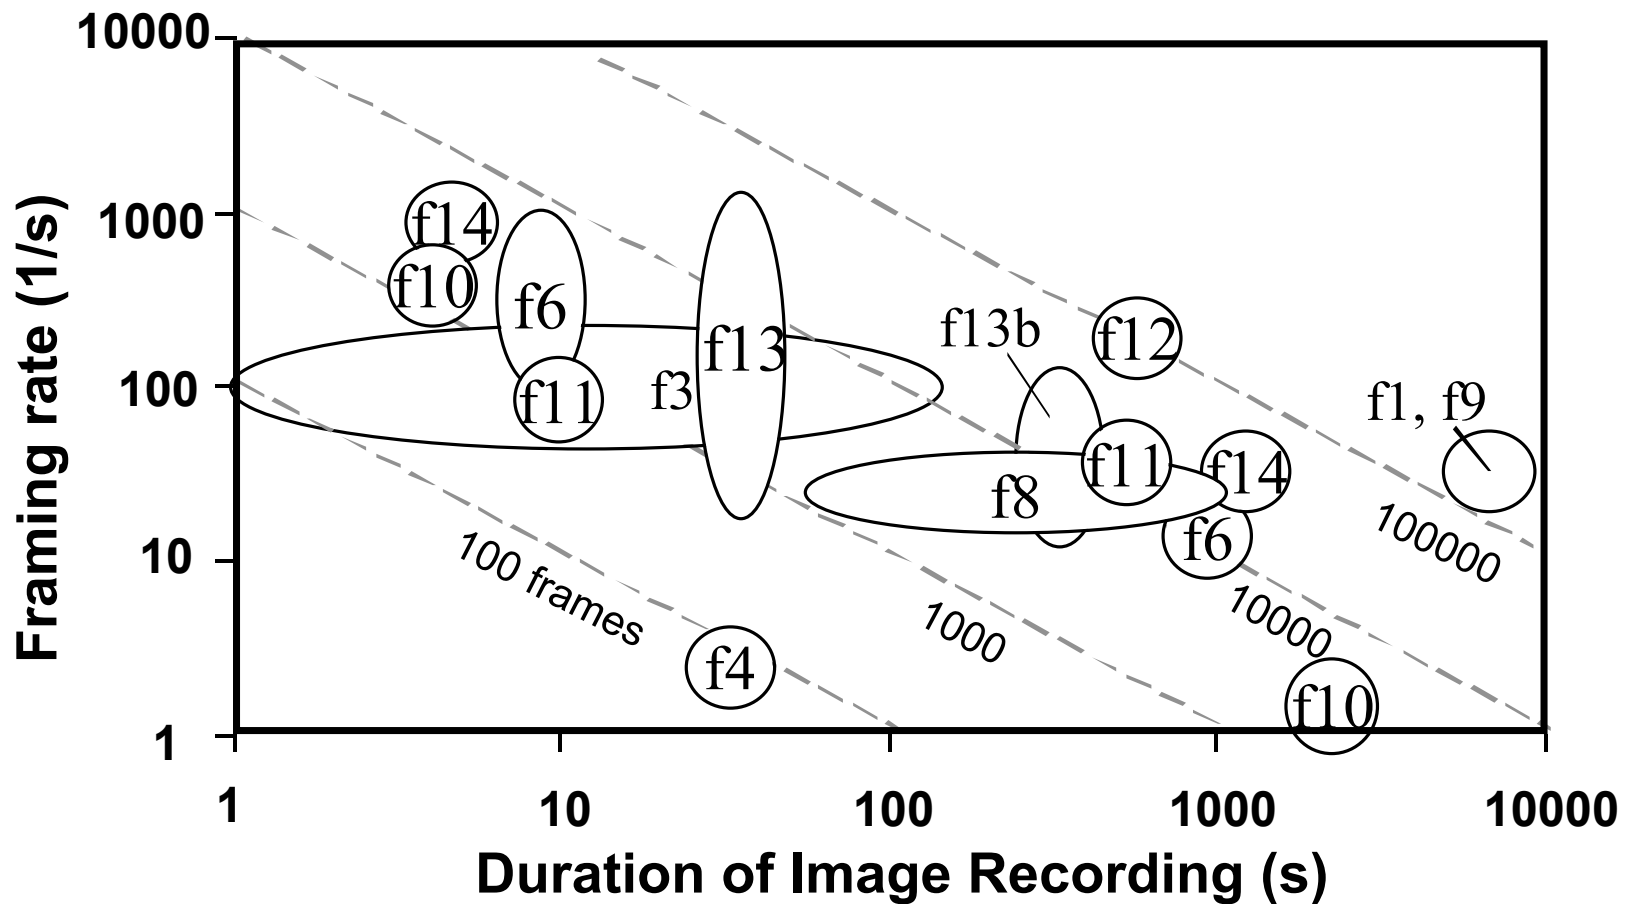 10000
1000
100
10
1
Framing rate (1/s)
f14
f10
f6
f13
f13b
f12
f3
f11
f1, f9
f11
f14
f8
f6
100 frames
1000
10000
100000
f4
f10
1
10
100
1000
10000
Duration of Image Recording (s)